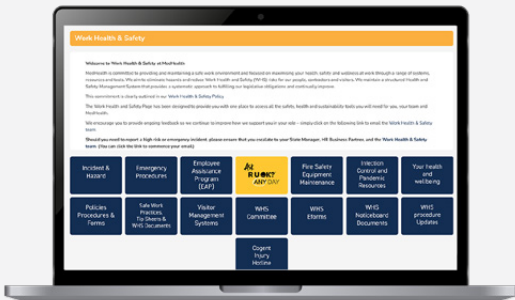 Work Health & Safety
Welcome to Work Health & Safety at MedHealth
MedHealth is committed to providing and maintaining a safe work environment and focused on maximising your health, safety and wellness at work through a range of systems,
resources and tools. We aim to eliminate hazards and reduce Work Health and Safety (WHS) risks for our people, contractors and visitors. We maintain a structured Health and
Safety Management System that provides a systematic approach to fulfilling our legislative obligations and continually improve.
This commitment is clearly outlined in our Work Health & Safety Policy.
The Work Health and Safety Page has been designed to provide you with one place to access all the safety, health and sustainability tools you will need for you, your team and
MedHealth.
We encourage you to provide ongoing feedback so we continue to improve how we support you in your role – simply click on the following link to email the Work Health & Safety
team.
Should you need to report a high risk or emergency incident, please ensure that you escalate to your State Manager, HR Business Partner, and the Work Health & Safety
team. (You can click the link to commence your email).
Incident &
Hazard
Emergency
Procedures
Employee
Assistance
Program
(EAP)
R U OK?
ANY DAY
Fire Safety
Equipment
Maintenance
Infection
Control and
Pandemic
Resources
Your health
and
wellbeing
Policies
Procedures &
Forms
Safe Work
Practices,
Tip Sheets &
WHS Documents
Visitor
Management
Systems
WHS
Committee
WHS
Eforms
WHS
Noticeboard
Documents
WHS
procedure
Updates
Cogent
Injury
Hotline